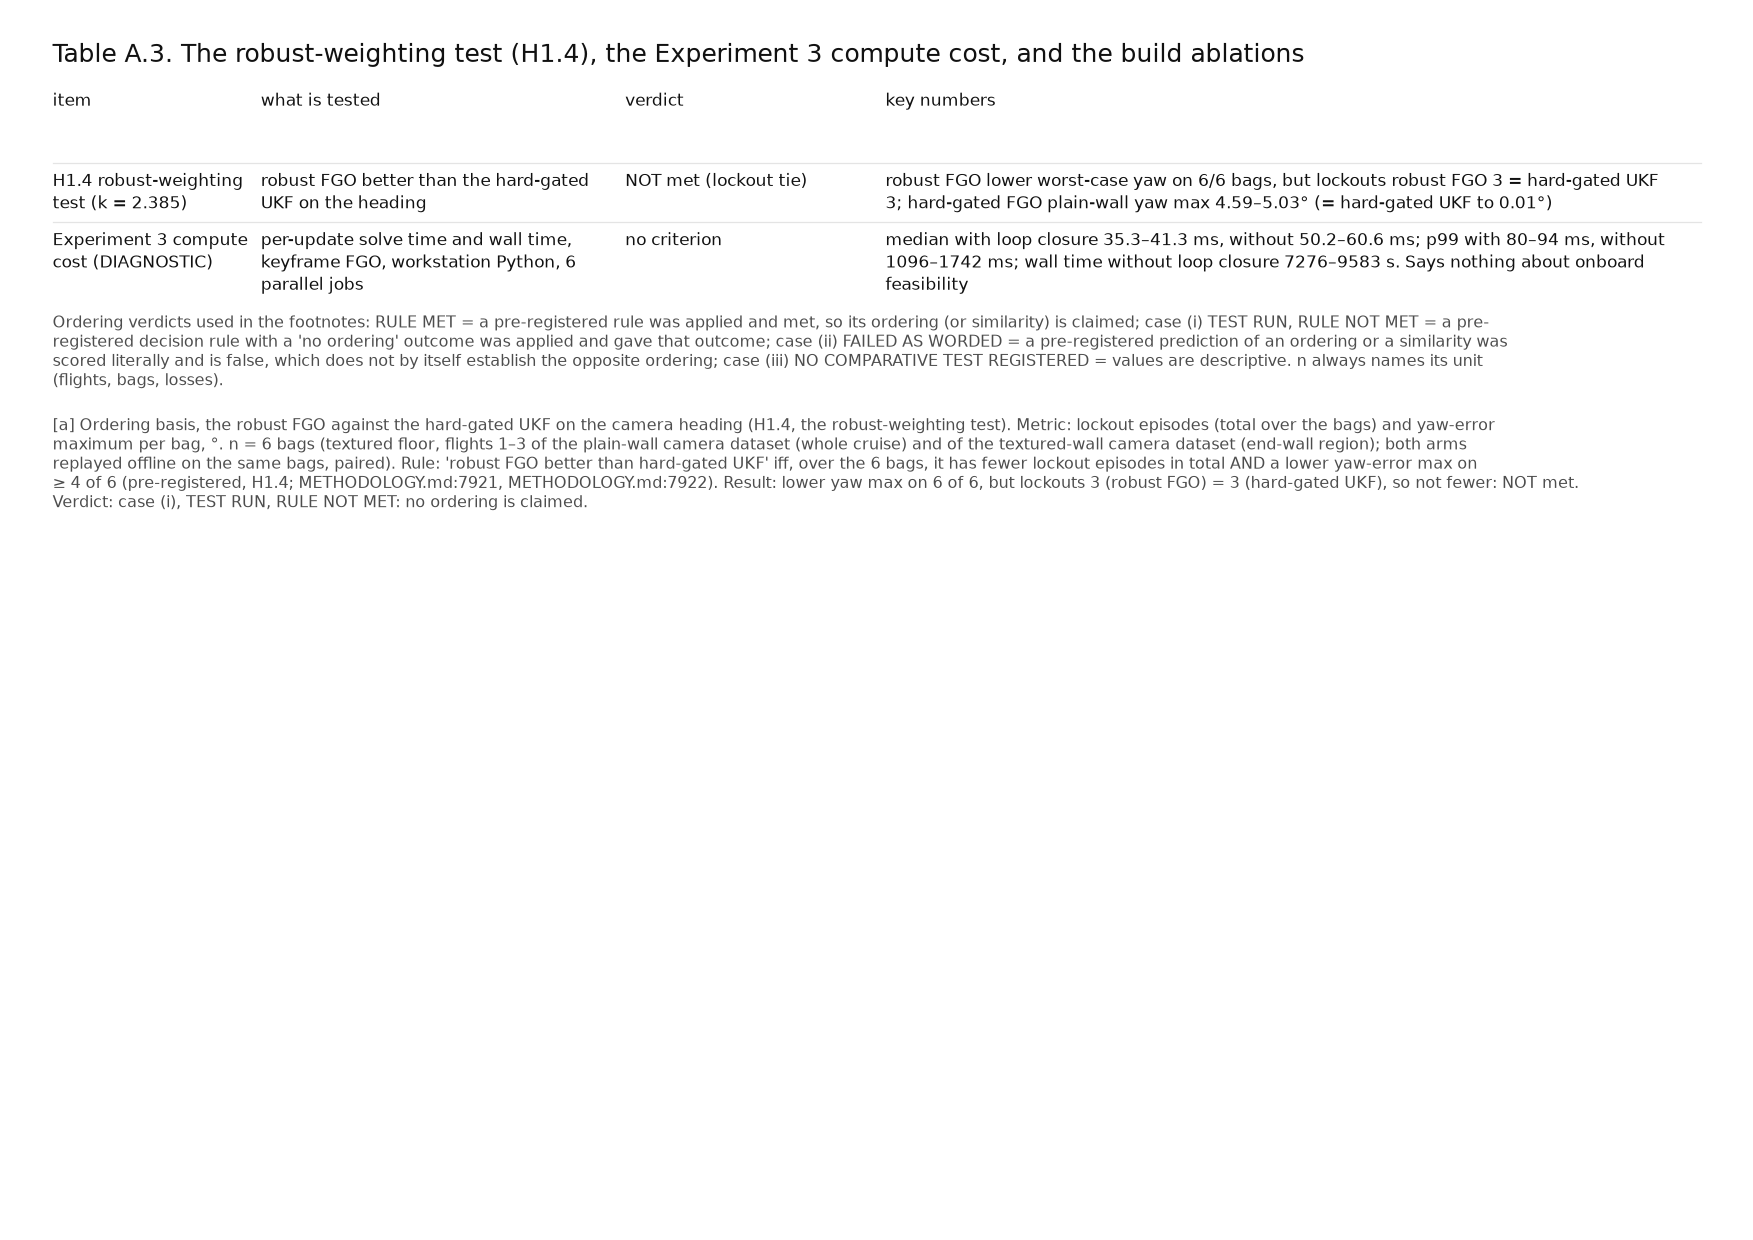 Table A.3. The robust-weighting test (H1.4), the Experiment 3 compute cost, and the build ablations
item what is tested verdict key numbers
H1.4 robust-weighting robust FGO better than the hard-gated NOT met (lockout tie) robust FGO lower worst-case yaw on 6/6 bags, but lockouts robust FGO 3 = hard-gated UKF
test (k = 2.385) UKF on the heading 3; hard-gated FGO plain-wall yaw max 4.59–5.03° (= hard-gated UKF to 0.01°)
Experiment 3 compute per-update solve time and wall time, no criterion median with loop closure 35.3–41.3 ms, without 50.2–60.6 ms; p99 with 80–94 ms, without
cost (DIAGNOSTIC) keyframe FGO, workstation Python, 6 1096–1742 ms; wall time without loop closure 7276–9583 s. Says nothing about onboard
parallel jobs feasibility
Ordering verdicts used in the footnotes: RULE MET = a pre-registered rule was applied and met, so its ordering (or similarity) is claimed; case (i) TEST RUN, RULE NOT MET = a pre-
registered decision rule with a 'no ordering' outcome was applied and gave that outcome; case (ii) FAILED AS WORDED = a pre-registered prediction of an ordering or a similarity was
scored literally and is false, which does not by itself establish the opposite ordering; case (iii) NO COMPARATIVE TEST REGISTERED = values are descriptive. n always names its unit
(flights, bags, losses).
[a] Ordering basis, the robust FGO against the hard-gated UKF on the camera heading (H1.4, the robust-weighting test). Metric: lockout episodes (total over the bags) and yaw-error
maximum per bag, °. n = 6 bags (textured floor, flights 1–3 of the plain-wall camera dataset (whole cruise) and of the textured-wall camera dataset (end-wall region); both arms
replayed offline on the same bags, paired). Rule: 'robust FGO better than hard-gated UKF' iff, over the 6 bags, it has fewer lockout episodes in total AND a lower yaw-error max on
≥ 4 of 6 (pre-registered, H1.4; METHODOLOGY.md:7921, METHODOLOGY.md:7922). Result: lower yaw max on 6 of 6, but lockouts 3 (robust FGO) = 3 (hard-gated UKF), so not fewer: NOT met.
Verdict: case (i), TEST RUN, RULE NOT MET: no ordering is claimed.